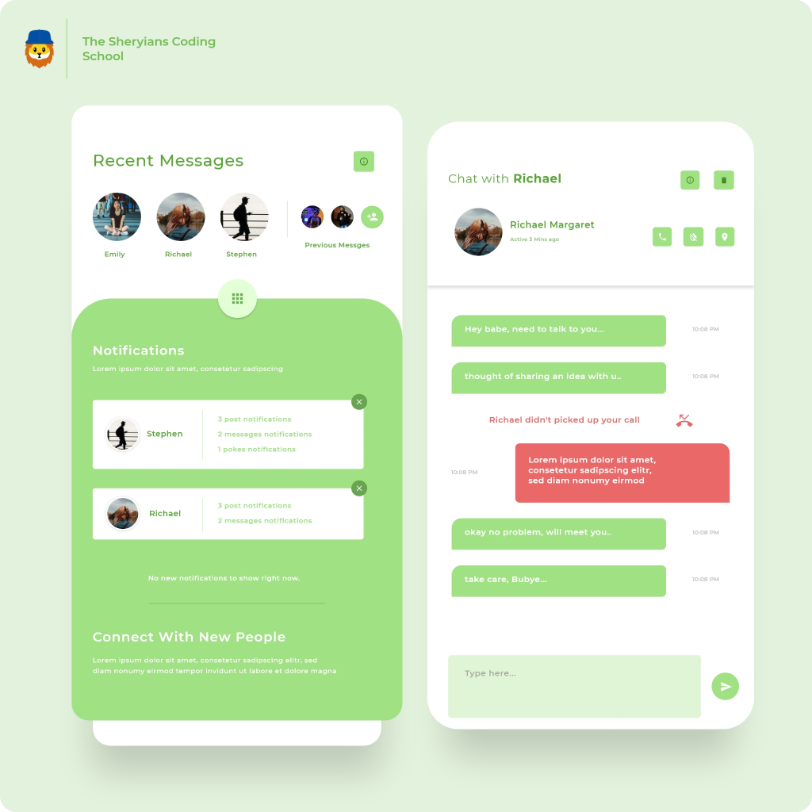 The Sheryians Coding
School
Recent Messages
Emily
Richael
Stephen
Previous Messges
Notifications
Lorem ipsum dolor sit amet, consetetur sadipscing
Stephen
3 post notifications
2 messages notifications
1 pokes notifications
Richael
3 post notifications
2 messages notifications
No new notifications to show right now.
Connect With New People
Lorem ipsum dolor sit amet, consetetur sadipscing elitr, sed
diam nonumy eirmod tempor invidunt ut labore et dolore magna
Chat with Richael
Richael Margaret
Active 3 Mins ago
Hey babe, need to talk to you...
10:08 PM
thought of sharing an idea with u..
10:08 PM
Richael didn't picked up your call
10:08 PM
Lorem ipsum dolor sit amet,
consetetur sadipscing elitr,
sed diam nonumy eirmod
okay no problem, will meet you..
10:08 PM
take care, Bubye...
10:08 PM
Type here...